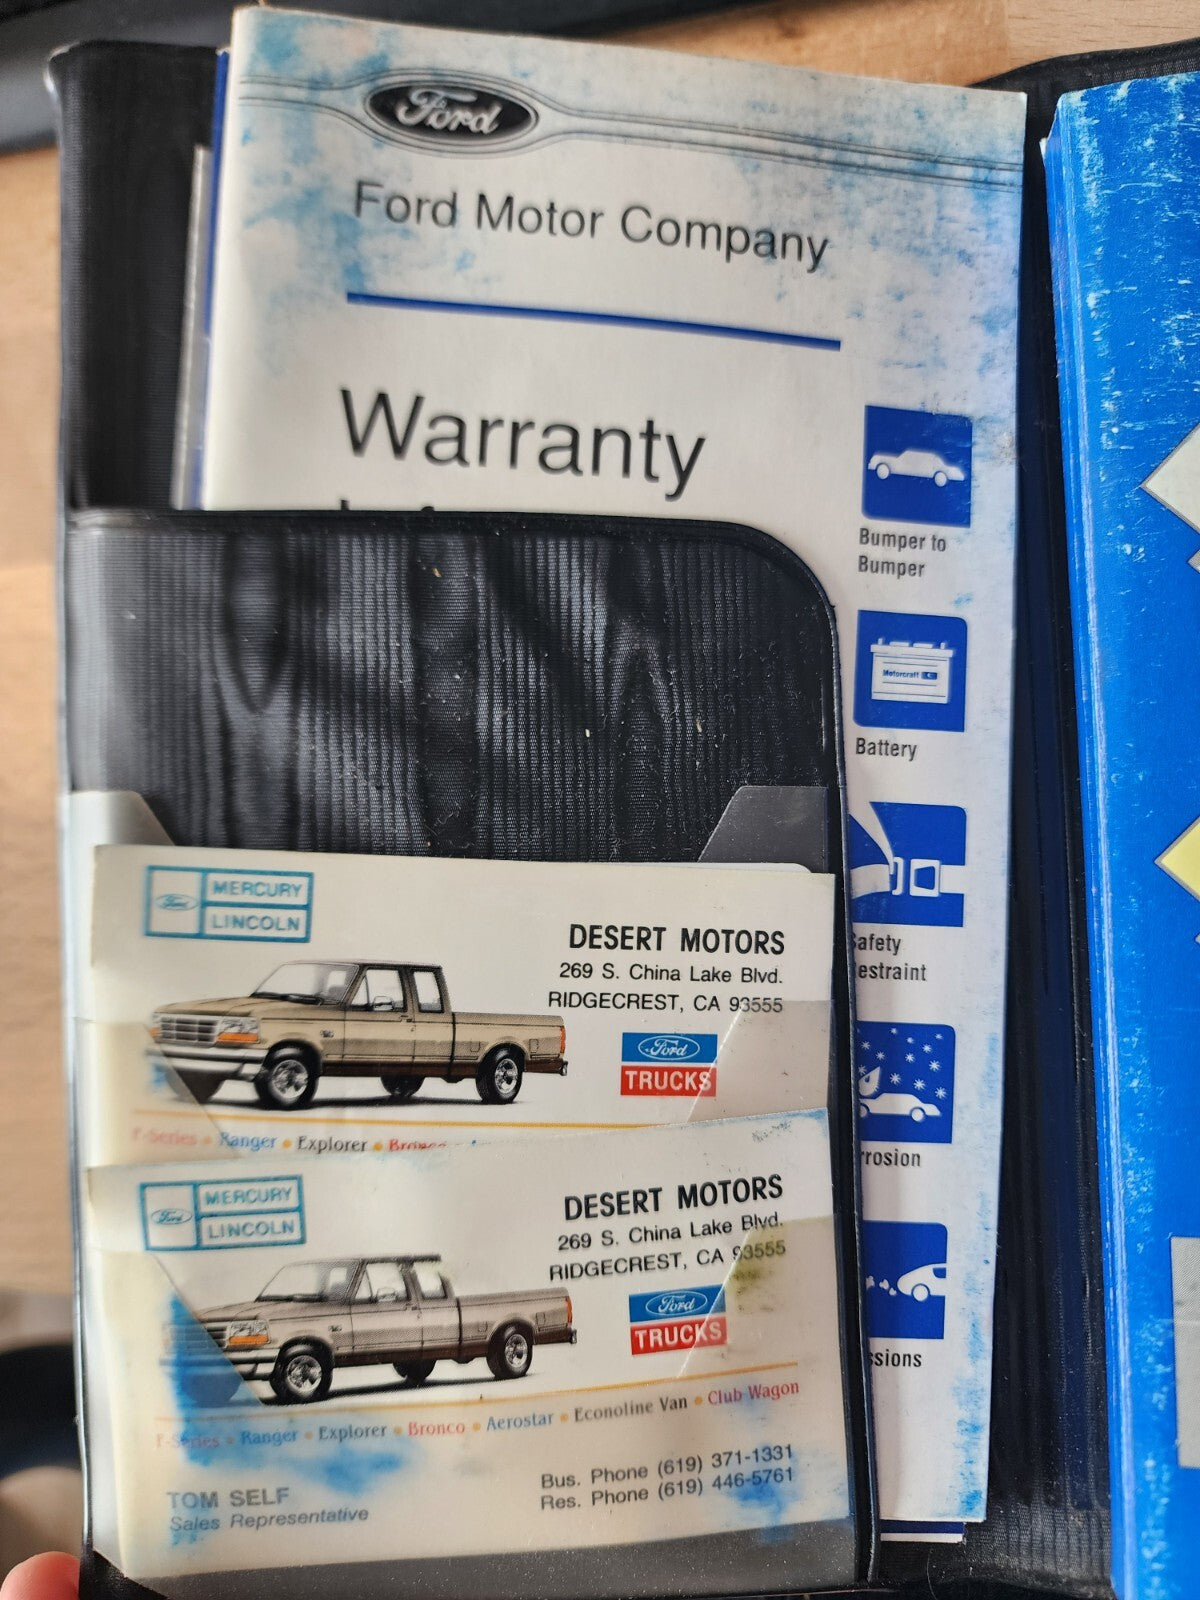 Ford
Ford Motor Company
Warranty
Bumper to
Bumper
Motorcraft
Battery
Safety
estraint
rrosion
ssions
Ford
MERCURY
LINCOLN
DESERT MOTORS
269 S. China Lake Blvd.
RIDGECREST, CA 93555
Ford
TRUCKS
F-Series • Ranger • Explorer • Bronco
Ford
MERCURY
LINCOLN
DESERT MOTORS
269 S. China Lake Blvd.
RIDGECREST, CA 93555
Ford
TRUCKS
F-Series • Ranger • Explorer • Bronco • Aerostar • Econoline Van • Club Wagon
TOM SELF
Sales Representative
Bus. Phone (619) 371-1331
Res. Phone (619) 446-5761